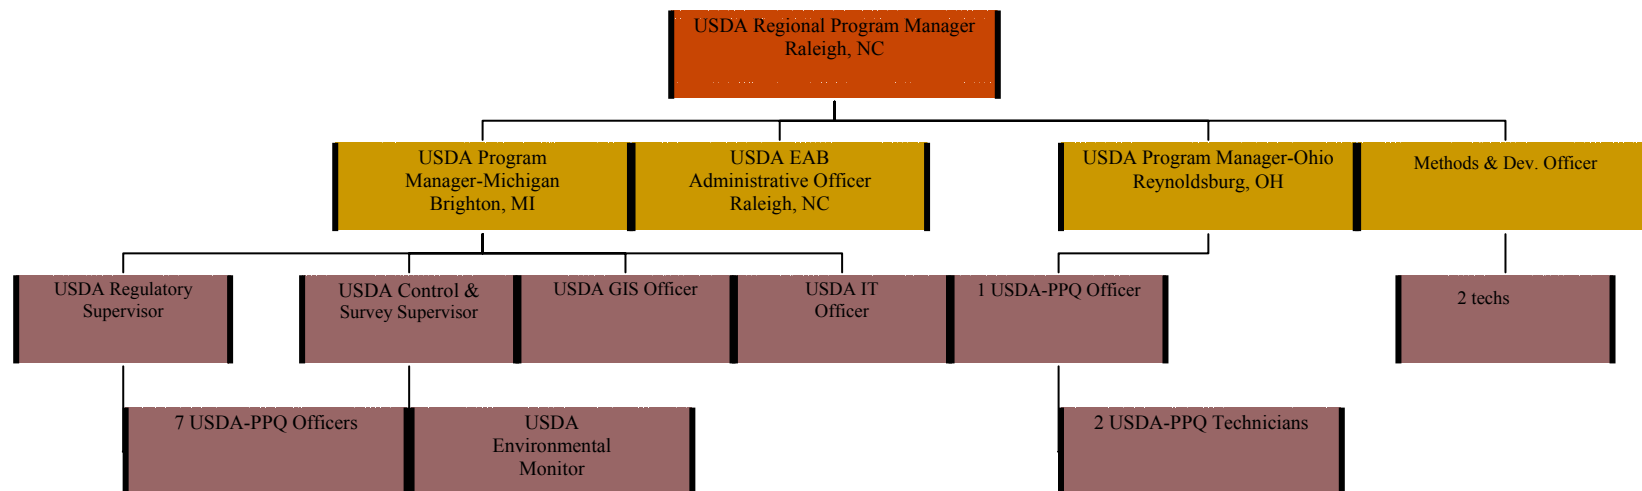 USDA Regional Program Manager
Raleigh, NC
USDA Program
Manager-Michigan
Brighton, MI
USDA EAB
Administrative Officer
Raleigh, NC
USDA Program Manager-Ohio
Reynoldsburg, OH
Methods & Dev. Officer
USDA Regulatory
Supervisor
USDA Control &
Survey Supervisor
USDA GIS Officer
USDA IT
Officer
1 USDA-PPQ Officer
2 techs
7 USDA-PPQ Officers
USDA
Environmental
Monitor
2 USDA-PPQ Technicians